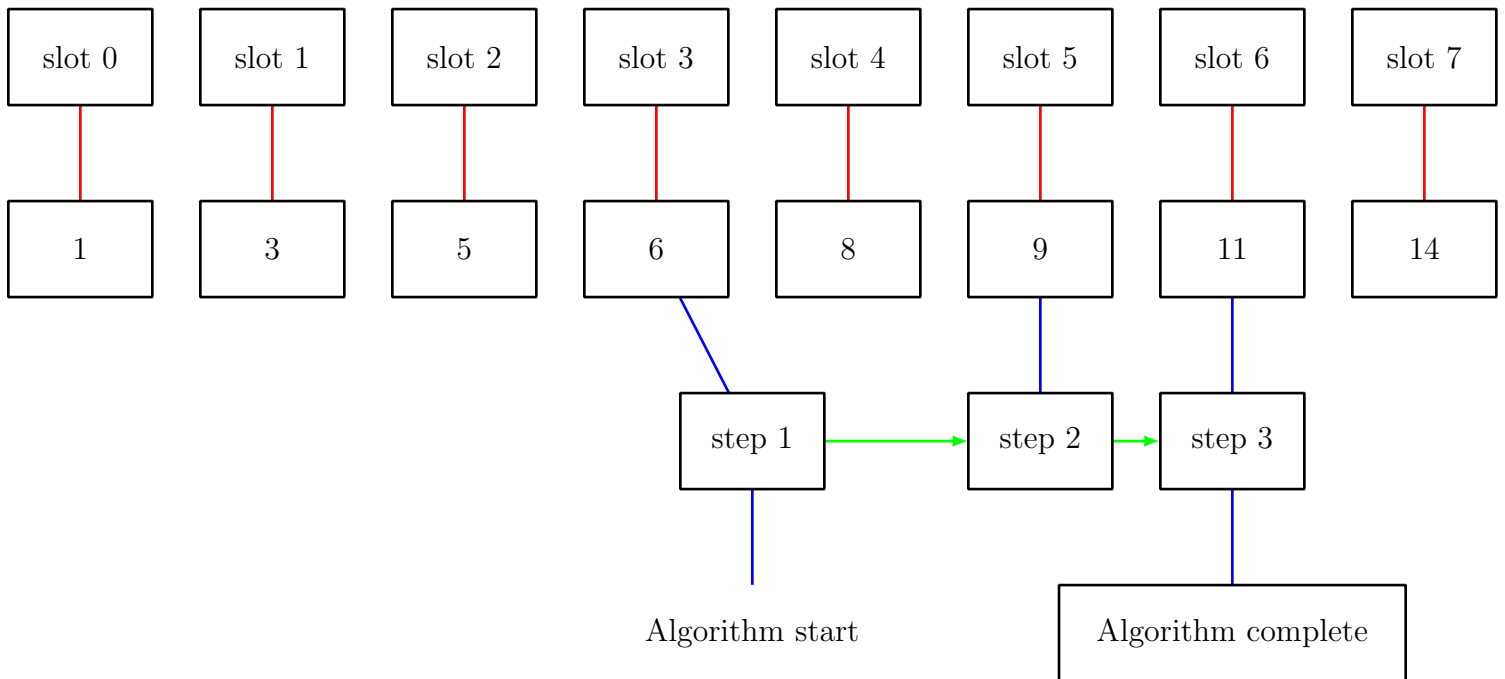 slot 0 slot 1 slot 2 slot 3 slot 4 slot 5 slot 6 slot 7
1 3 5 6 8 9 11 14
step 1 step 2 step 3
Algorithm start Algorithm complete